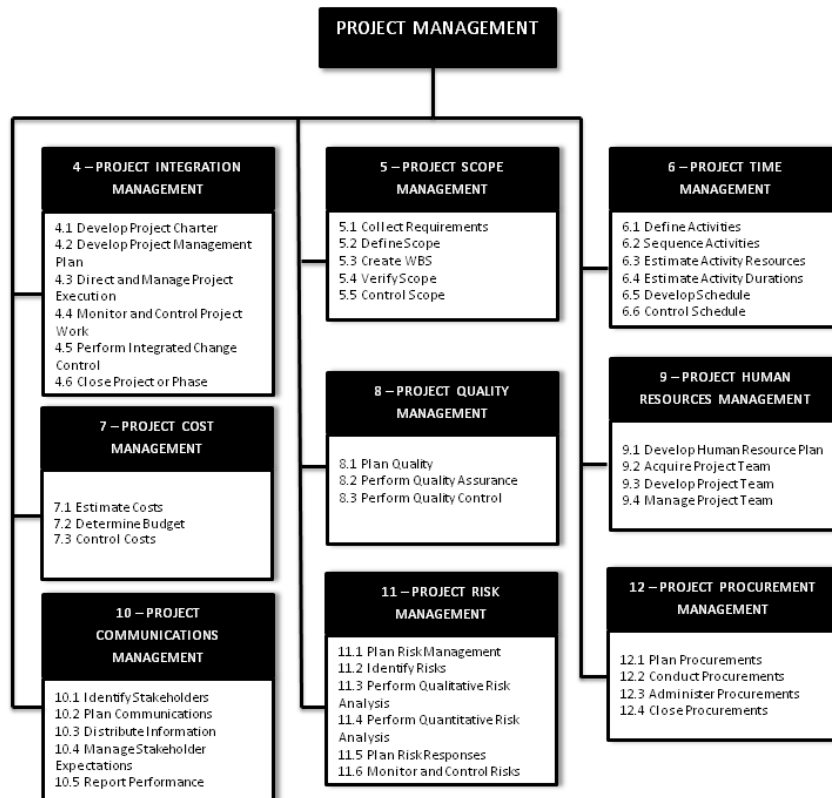 PROJECT MANAGEMENT
4 – PROJECT INTEGRATION
MANAGEMENT
4.1 Develop Project Charter
4.2 Develop Project Management
Plan
4.3 Direct and Manage Project
Execution
4.4 Monitor and Control Project
Work
4.5 Perform Integrated Change
Control
4.6 Close Project or Phase
5 – PROJECT SCOPE
MANAGEMENT
5.1 Collect Requirements
5.2 Define Scope
5.3 Create WBS
5.4 Verify Scope
5.5 Control Scope
6 – PROJECT TIME
MANAGEMENT
6.1 Define Activities
6.2 Sequence Activities
6.3 Estimate Activity Resources
6.4 Estimate Activity Durations
6.5 Develop Schedule
6.6 Control Schedule
7 – PROJECT COST
MANAGEMENT
7.1 Estimate Costs
7.2 Determine Budget
7.3 Control Costs
8 – PROJECT QUALITY
MANAGEMENT
8.1 Plan Quality
8.2 Perform Quality Assurance
8.3 Perform Quality Control
9 – PROJECT HUMAN
RESOURCES MANAGEMENT
9.1 Develop Human Resource Plan
9.2 Acquire Project Team
9.3 Develop Project Team
9.4 Manage Project Team
10 – PROJECT
COMMUNICATIONS
MANAGEMENT
10.1 Identify Stakeholders
10.2 Plan Communications
10.3 Distribute Information
10.4 Manage Stakeholder
Expectations
10.5 Report Performance
11 – PROJECT RISK
MANAGEMENT
11.1 Plan Risk Management
11.2 Identify Risks
11.3 Perform Qualitative Risk
Analysis
11.4 Perform Quantitative Risk
Analysis
11.5 Plan Risk Responses
11.6 Monitor and Control Risks
12 – PROJECT PROCUREMENT
MANAGEMENT
12.1 Plan Procurements
12.2 Conduct Procurements
12.3 Administer Procurements
12.4 Close Procurements